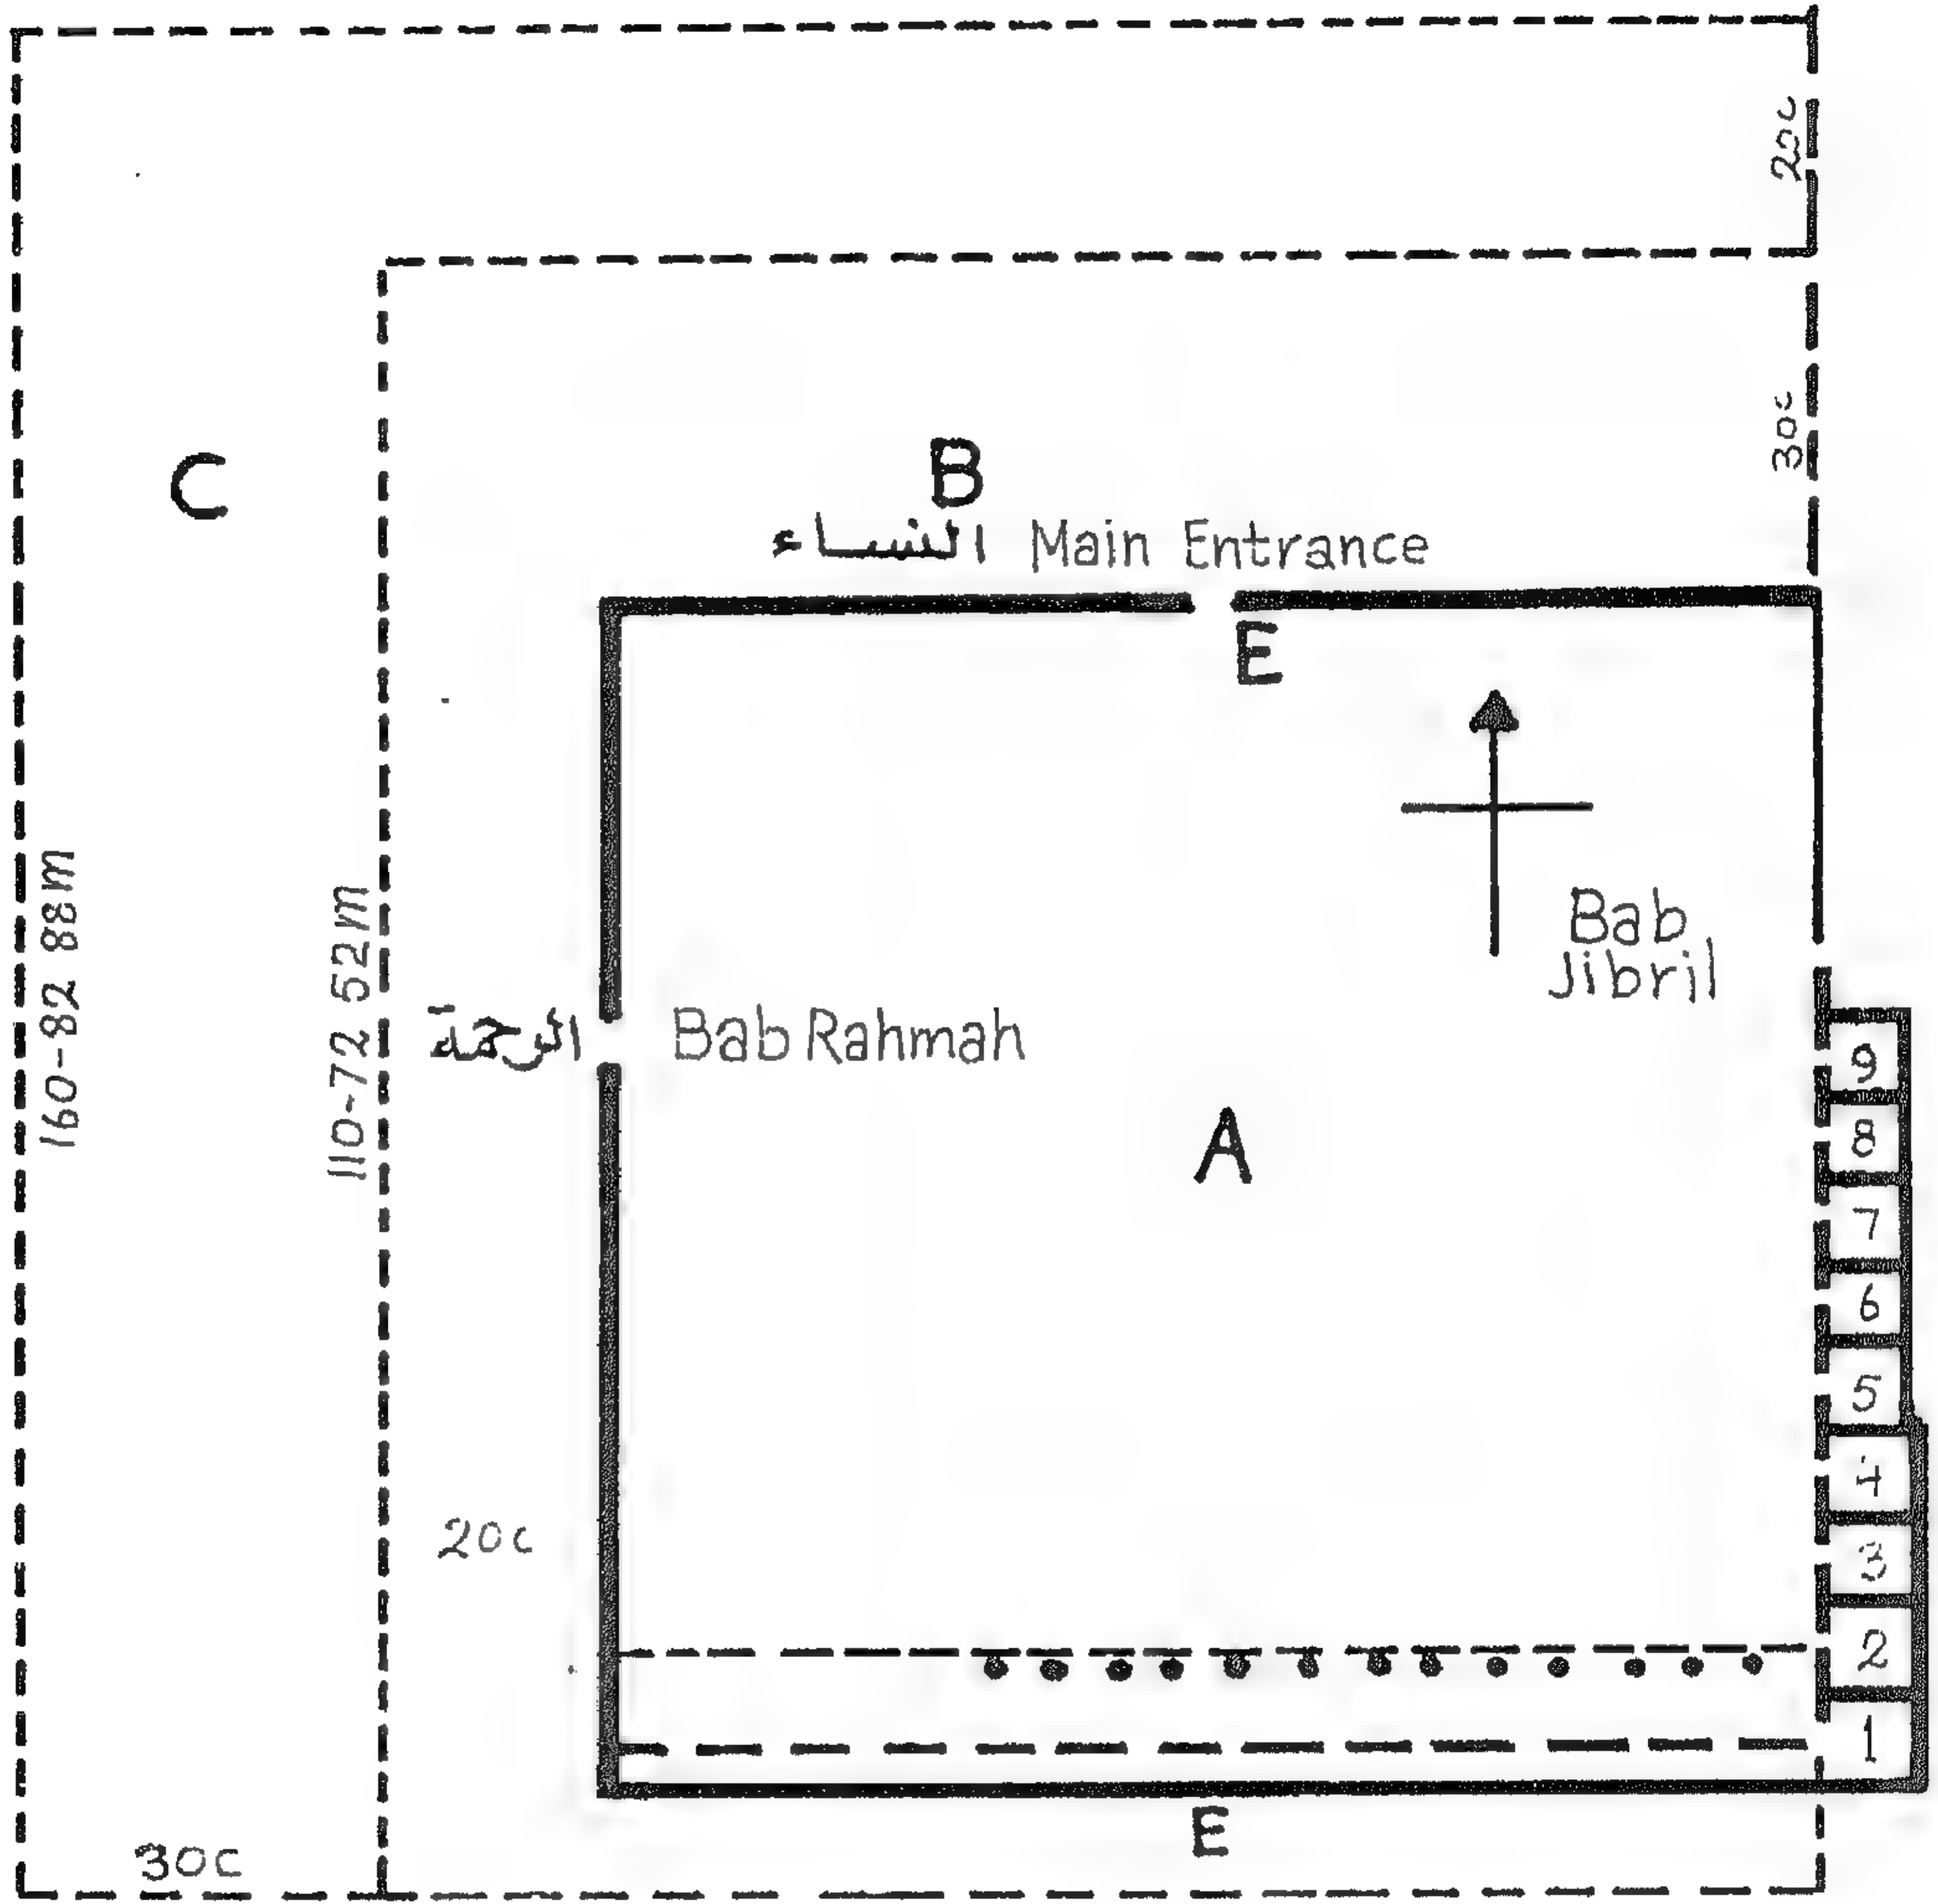 20c
30c
C
B
النساء Main Entrance
E
Bab
Jibril
160-82 88m
110-72 52m
الرحمة Bab Rahmah
A
9
8
7
6
5
4
3
2
1
20c
E
30c